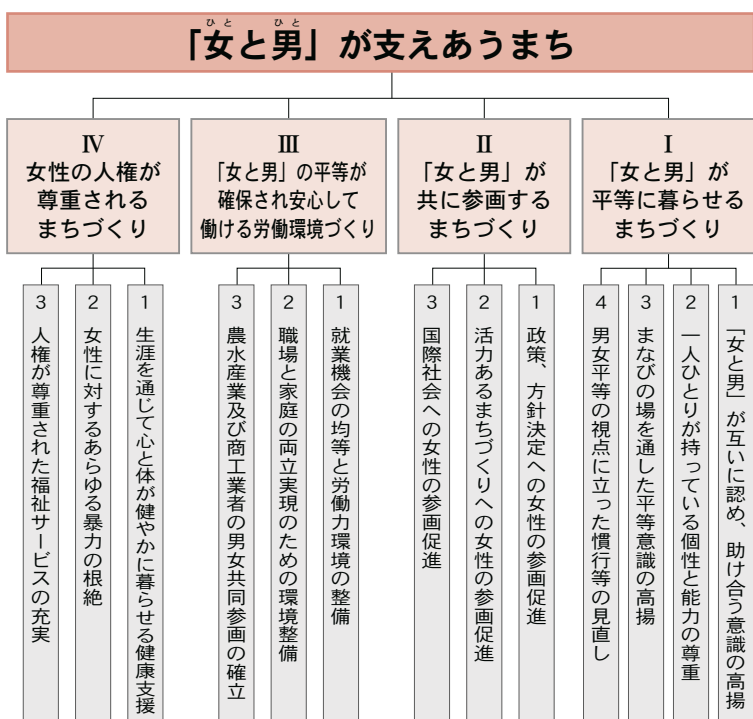 「女と男」が支えあうまち
ひと ひと
I
「女と男」が
平等に暮らせる
まちづくり
1 「女と男」が互いに認め、助け合う意識の高揚
2 一人ひとりが持っている個性と能力の尊重
3 まなびの場を通した平等意識の高揚
4 男女平等の視点に立った慣行等の見直し
II
「女と男」が
共に参画する
まちづくり
1 政策、方針決定への女性の参画促進
2 活力あるまちづくりへの女性の参画促進
3 国際社会への女性の参画促進
III
「女と男」の平等が
確保され安心して
働ける労働環境づくり
1 就業機会の均等と労働力環境の整備
2 職場と家庭の両立実現のための環境整備
3 農水産業及び商工業者の男女共同参画の確立
IV
女性の人権が
尊重される
まちづくり
1 生涯を通じて心と体が健やかに暮らせる健康支援
2 女性に対するあらゆる暴力の根絶
3 人権が尊重された福祉サービスの充実